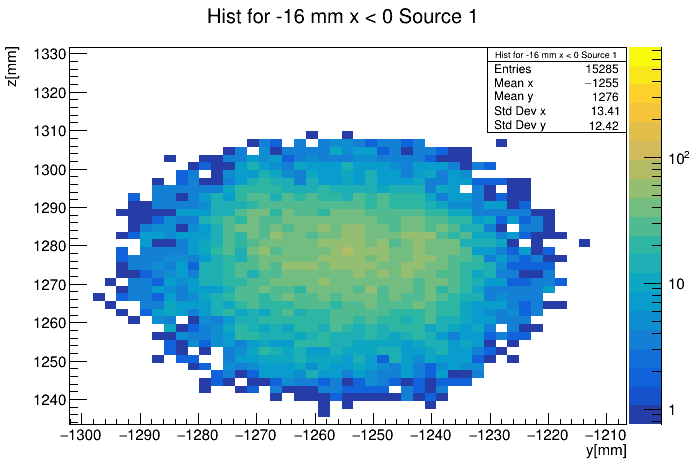 Hist for -16 mm x < 0 Source 1
z[mm]
1330
1320
1310
1300
1290
1280
1270
1260
1250
1240
Hist for -16 mm x < 0 Source 1
Entries 15285
Mean x −1255
Mean y 1276
Std Dev x 13.41
Std Dev y 12.42
10²
10
1
−1300 −1290 −1280 −1270 −1260 −1250 −1240 −1230 −1220 −1210
y[mm]